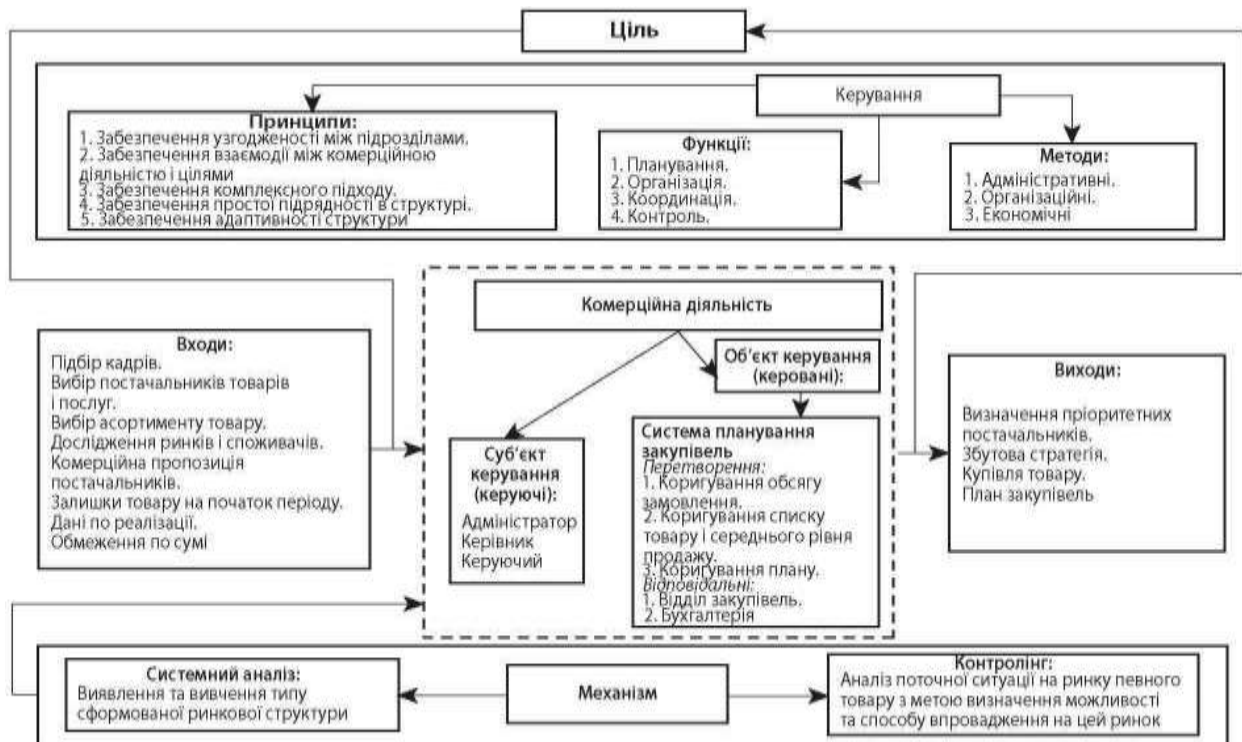 Ціль
Керування
Принципи:
1. Забезпечення узгодженості між підрозділами.
2. Забезпечення взаємодії між комерційною
діяльністю і цілями
3. Забезпечення комплексного підходу.
4. Забезпечення простої підрядності в структурі.
5. Забезпечення адаптивності структури
Функції:
1. Планування.
2. Організація.
3. Координація.
4. Контроль.
Методи:
1. Адміністративні.
2. Організаційні.
3. Економічні
Входи:
Підбір кадрів.
Вибір постачальників товарів
і послуг.
Вибір асортименту товару.
Дослідження ринків і споживачів.
Комерційна пропозиція
постачальників.
Залишки товару на початок періоду.
Дані по реалізації.
Обмеження по сумі
Комерційна діяльність
Суб’єкт
керування
(керуючі):
Адміністратор
Керівник
Керуючий
Об’єкт керування
(керовані):
Система планування
закупівель
Перетворення:
1. Коригування обсягу
замовлення.
2. Коригування списку
товару і середнього рівня
продажу.
3. Коригування плану.
Відповідальні:
1. Відділ закупівель.
2. Бухгалтерія
Виходи:
Визначення пріоритетних
постачальників.
Збутова стратегія.
Купівля товару.
План закупівель
Системний аналіз:
Виявлення та вивчення типу
сформованої ринкової структури
Механізм
Контролінг:
Аналіз поточної ситуації на ринку певного
товару з метою визначення можливості
та способу впровадження на цей ринок